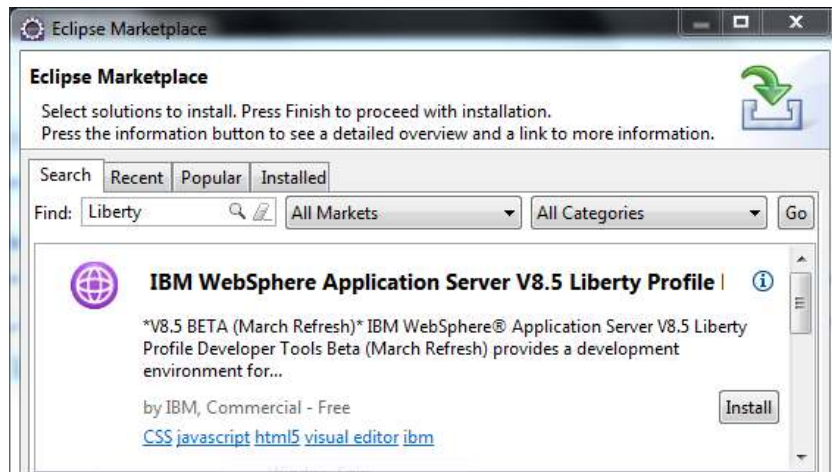 Eclipse Marketplace
Eclipse Marketplace
Select solutions to install. Press Finish to proceed with installation.
Press the information button to see a detailed overview and a link to more information.
Search Recent Popular Installed
Find: Liberty All Markets All Categories Go
IBM WebSphere Application Server V8.5 Liberty Profile
*V8.5 BETA (March Refresh)* IBM WebSphere® Application Server V8.5 Liberty
Profile Developer Tools Beta (March Refresh) provides a development
environment for...
by IBM, Commercial - Free
Install
CSS javascript html5 visual editor ibm